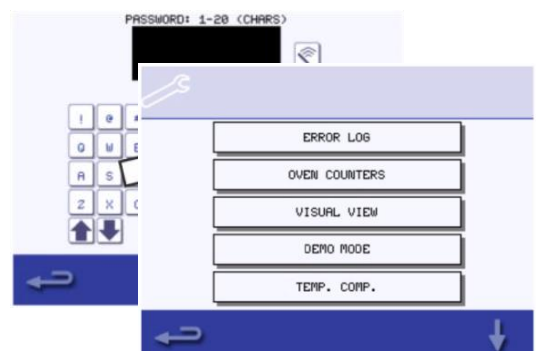 PASSWORD: 1-20 (CHARS)
! @
Q W E
A S
Z X
ERROR LOG
OVEN COUNTERS
VISUAL VIEW
DEMO MODE
TEMP. COMP.